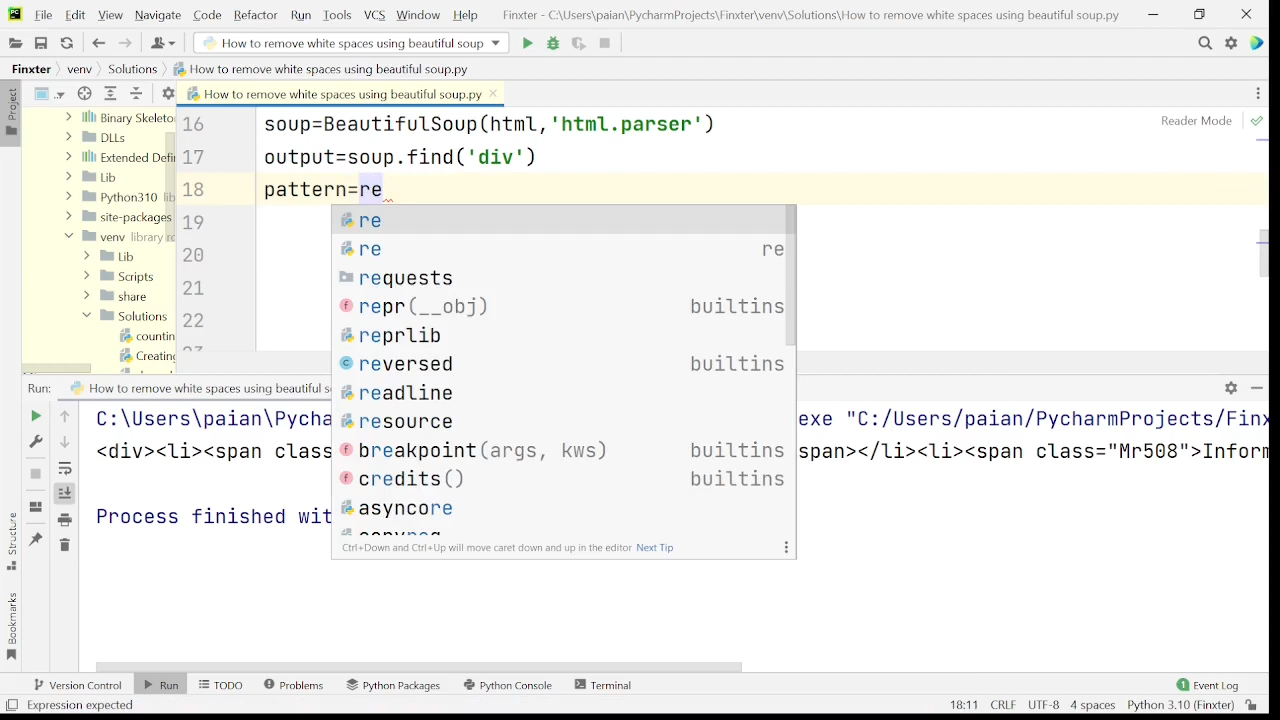 File Edit View Navigate Code Refactor Run Tools VCS Window Help Finxter - C:\Users\paian\PycharmProjects\Finxter\venv\Solutions\How to remove white spaces using beautiful soup.py
How to remove white spaces using beautiful soup
Finxter venv Solutions How to remove white spaces using beautiful soup.py
Project
How to remove white spaces using beautiful soup.py
Binary Skeleto
DLLs
Extended Defin
Lib
Python310 lib
site-packages
venv library ro
Lib
Scripts
share
Solutions
countin
Creating
Reader Mode
16 soup=BeautifulSoup(html,'html.parser')
17 output=soup.find('div')
18 pattern=re
19
20
21
22
re
re re
requests
repr(__obj) builtins
reprlib
reversed builtins
readline
resource
breakpoint(args, kws) builtins
credits() builtins
asyncore
Ctrl+Down and Ctrl+Up will move caret down and up in the editor Next Tip
Run: How to remove white spaces using beautiful s
C:\Users\paian\Pycha exe "C:/Users/paian/PycharmProjects/Finx
<div><li><span class span></li><li><span class="Mr508">Inform
Process finished wit
Structure
Bookmarks
Version Control Run TODO Problems Python Packages Python Console Terminal 1 Event Log
Expression expected 18:11 CRLF UTF-8 4 spaces Python 3.10 (Finxter)